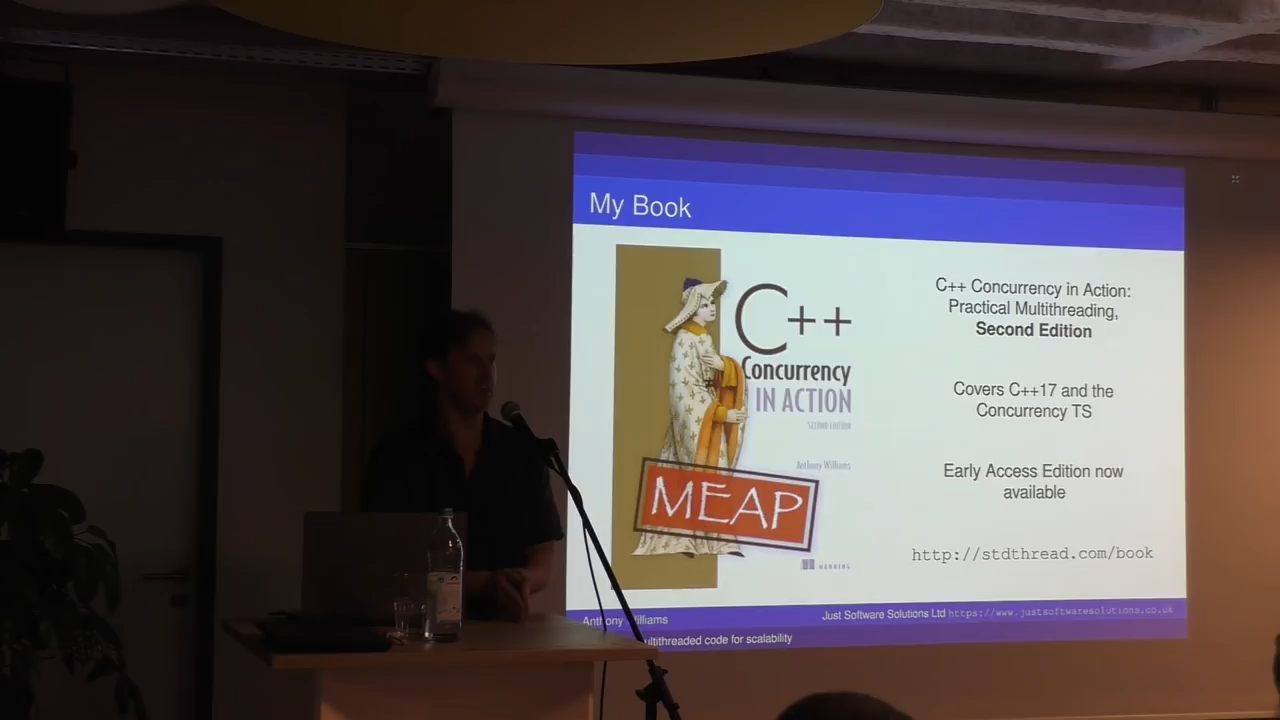 My Book
C++
Concurrency
IN ACTION
SECOND EDITION
Anthony Williams
MEAP
MANNING
C++ Concurrency in Action:
Practical Multithreading,
Second Edition
Covers C++17 and the
Concurrency TS
Early Access Edition now
available
http://stdthread.com/book
Anthony Williams
Just Software Solutions Ltd https://www.justsoftwaresolutions.co.uk
multithreaded code for scalability